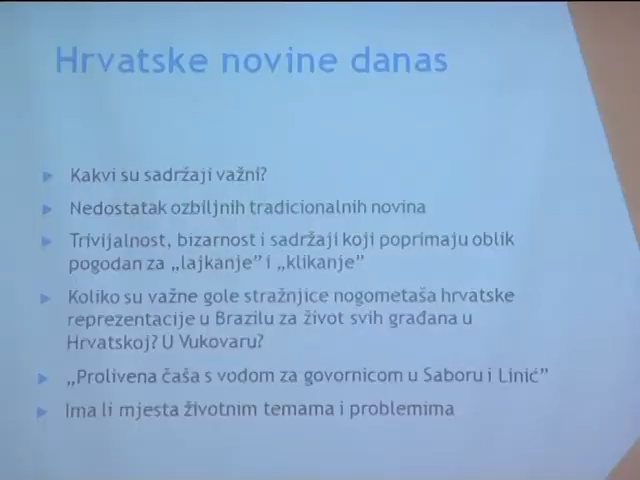 Hrvatske novine danas
Kakvi su sadržaji važni?
Nedostatak ozbiljnih tradicionalnih novina
Trivijalnost, bizarnost i sadržaji koji poprimaju oblik
pogodan za „lajkanje” i „klikanje”
Koliko su važne gole stražnjice nogometaša hrvatske
reprezentacije u Brazilu za život svih građana u
Hrvatskoj? U Vukovaru?
„Prolivena čaša s vodom za govornicom u Saboru i Linić”
Ima li mjesta životnim temama i problemima